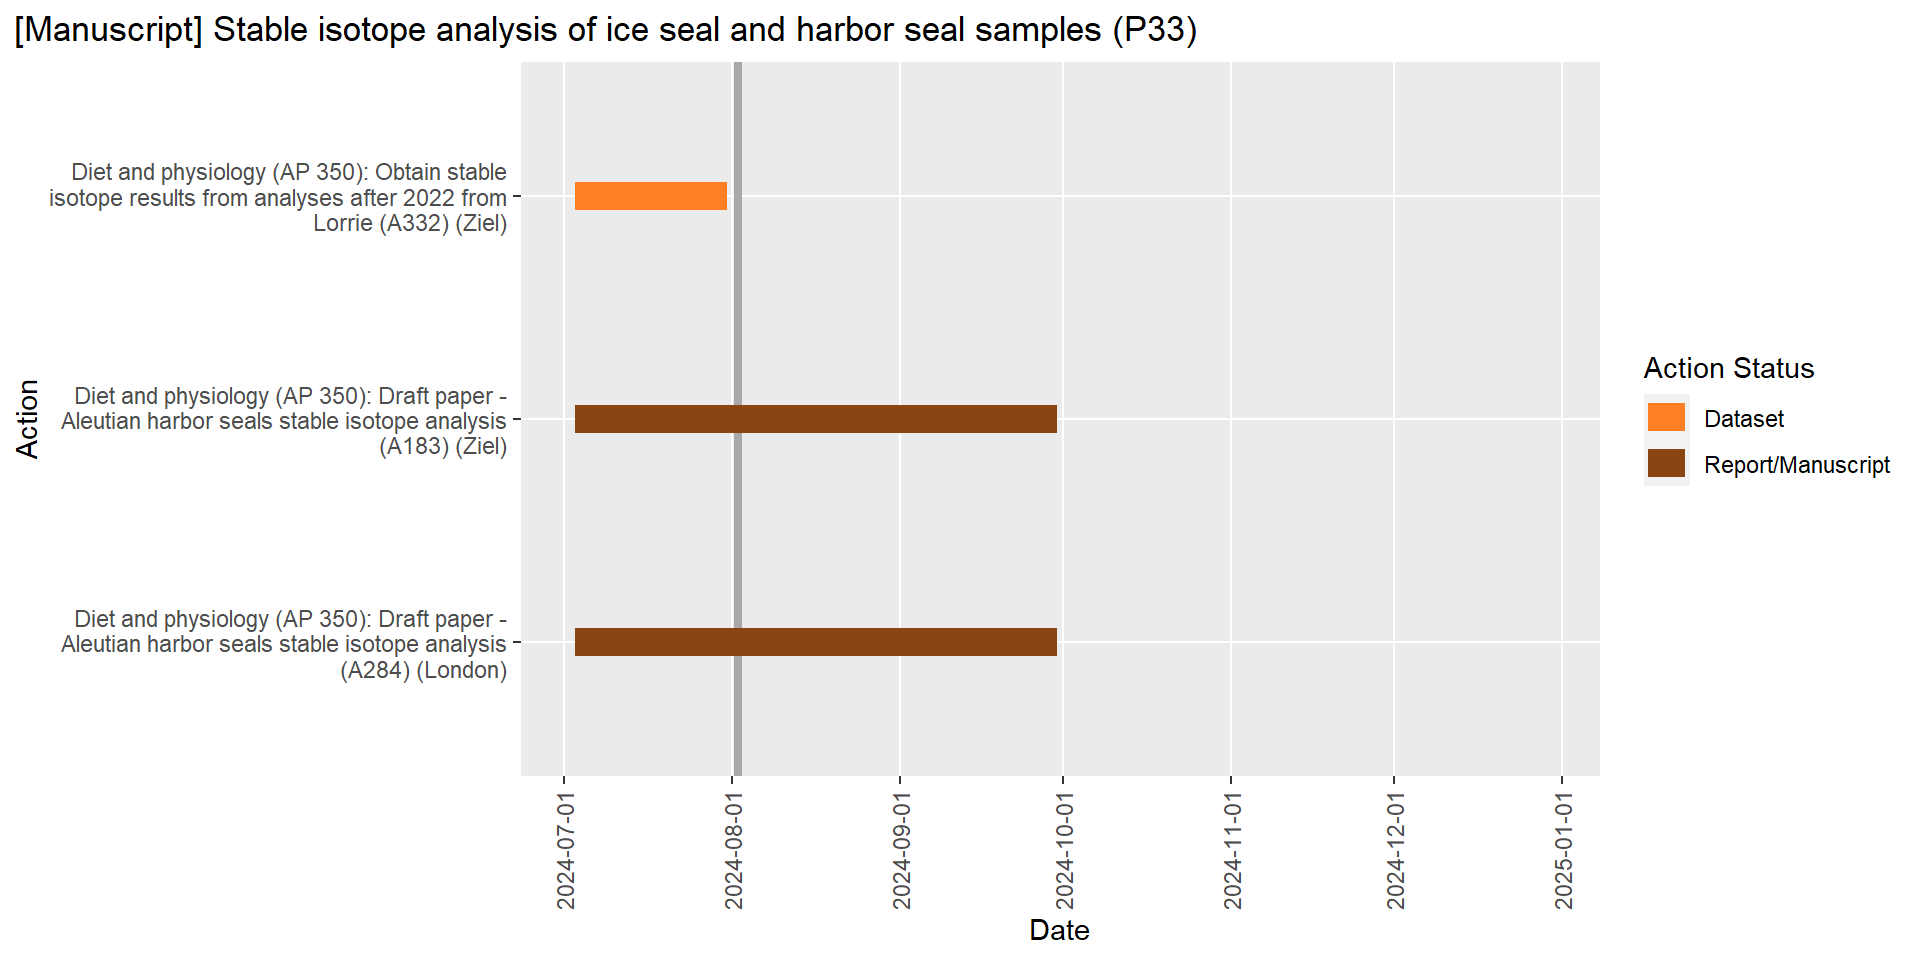 [Manuscript] Stable isotope analysis of ice seal and harbor seal samples (P33)
Diet and physiology (AP 350): Obtain stable
isotope results from analyses after 2022 from
Lorrie (A332) (Ziel)
Diet and physiology (AP 350): Draft paper -
Aleutian harbor seals stable isotope analysis
(A183) (Ziel)
Diet and physiology (AP 350): Draft paper -
Aleutian harbor seals stable isotope analysis
(A284) (London)
Action
2024-07-01
2024-08-01
2024-09-01
2024-10-01
2024-11-01
2024-12-01
2025-01-01
Date
Action Status
Dataset
Report/Manuscript